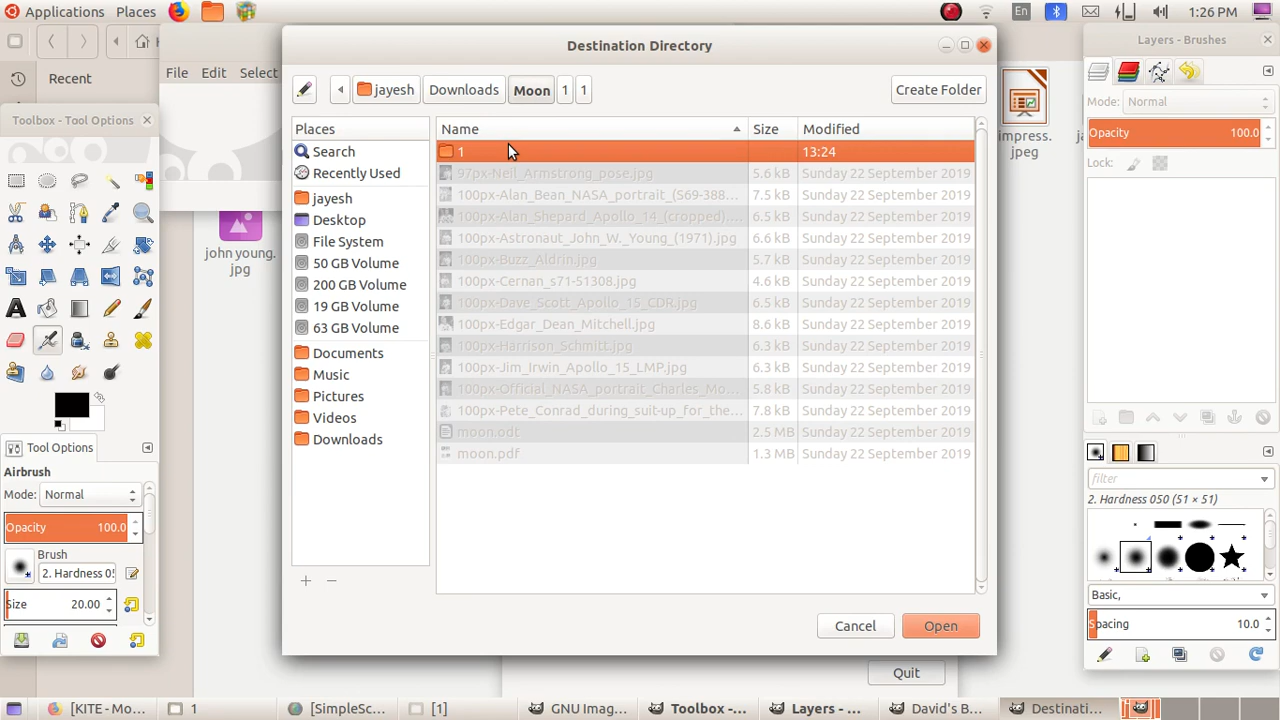 Applications Places En 1:26 PM
Recent
File Edit Select
Toolbox - Tool Options
john young.
jpg
Tool Options
Airbrush
Mode: Normal
Opacity 100.0
Brush
2. Hardness 05
Size 20.00
Destination Directory
jayesh Downloads Moon 1 1 Create Folder
Places
Search
Recently Used
jayesh
Desktop
File System
50 GB Volume
200 GB Volume
19 GB Volume
63 GB Volume
Documents
Music
Pictures
Videos
Downloads
Name Size Modified
1 13:24
97px-Neil_Armstrong_pose.jpg 5.6 kB Sunday 22 September 2019
100px-Alan_Bean_NASA_portrait_(S69-388... 7.5 kB Sunday 22 September 2019
100px-Alan_Shepard_Apollo_14_(cropped)... 6.5 kB Sunday 22 September 2019
100px-Astronaut_John_W._Young_(1971).jpg 6.6 kB Sunday 22 September 2019
100px-Buzz_Aldrin.jpg 5.7 kB Sunday 22 September 2019
100px-Cernan_s71-51308.jpg 4.6 kB Sunday 22 September 2019
100px-Dave_Scott_Apollo_15_CDR.jpg 6.5 kB Sunday 22 September 2019
100px-Edgar_Dean_Mitchell.jpg 8.6 kB Sunday 22 September 2019
100px-Harrison_Schmitt.jpg 6.3 kB Sunday 22 September 2019
100px-Jim_Irwin_Apollo_15_LMP.jpg 6.3 kB Sunday 22 September 2019
100px-Official_NASA_portrait_Charles_Mo... 5.8 kB Sunday 22 September 2019
100px-Pete_Conrad_during_suit-up_for_the... 7.8 kB Sunday 22 September 2019
moon.odt 2.5 MB Sunday 22 September 2019
moon.pdf 1.3 MB Sunday 22 September 2019
Cancel Open
Quit
impress.
jpeg
Layers - Brushes
Mode: Normal
Opacity 100.0
Lock:
filter
2. Hardness 050 (51 × 51)
Basic,
Spacing 10.0
[KITE - Mo... 1 [SimpleSc... [1] GNU Imag... Toolbox -... Layers - ... David's B... Destinati...